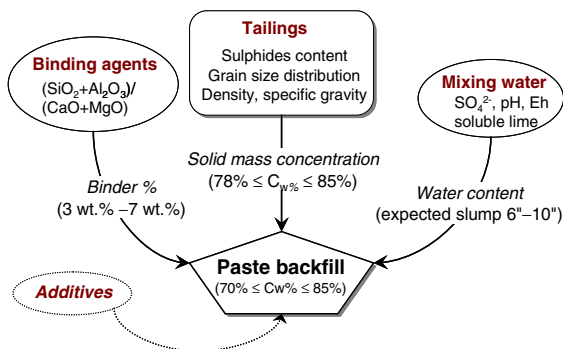 Tailings
Sulphides content
Grain size distribution
Density, specific gravity
Binding agents
(SiO₂+Al₂O₃)/
(CaO+MgO)
Mixing water
SO₄²⁻, pH, Eh
soluble lime
Solid mass concentration
(78% ≤ Cw% ≤ 85%)
Binder %
(3 wt.% –7 wt.%)
Water content
(expected slump 6"–10")
Paste backfill
(70% ≤ Cw% ≤ 85%)
Additives